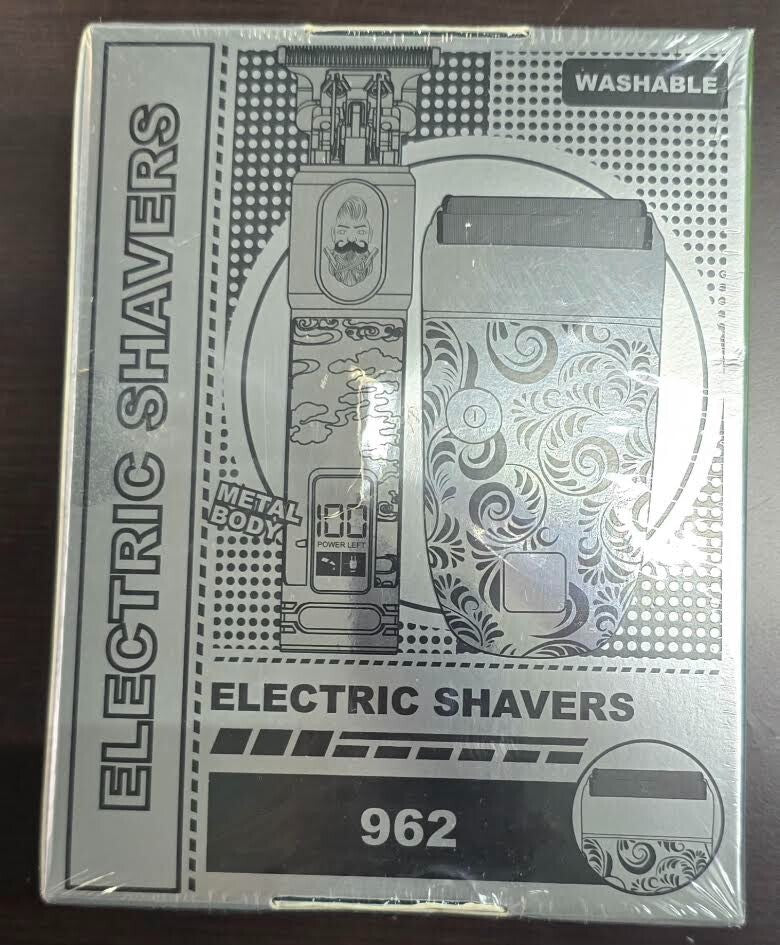 WASHABLE
ELECTRIC SHAVERS
METAL
BODY
POWER LEFT
ELECTRIC SHAVERS
962